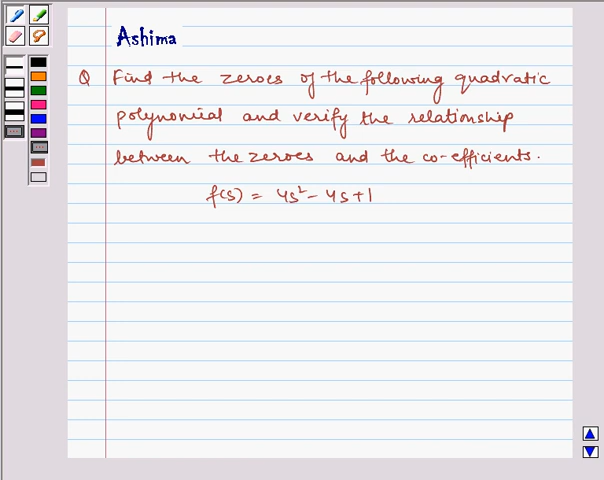 Ashima
Q Find the zeroes of the following quadratic
polynomial and verify the relationship
between the zeroes and the co-efficients.
f(s) = 4s² - 4s + 1